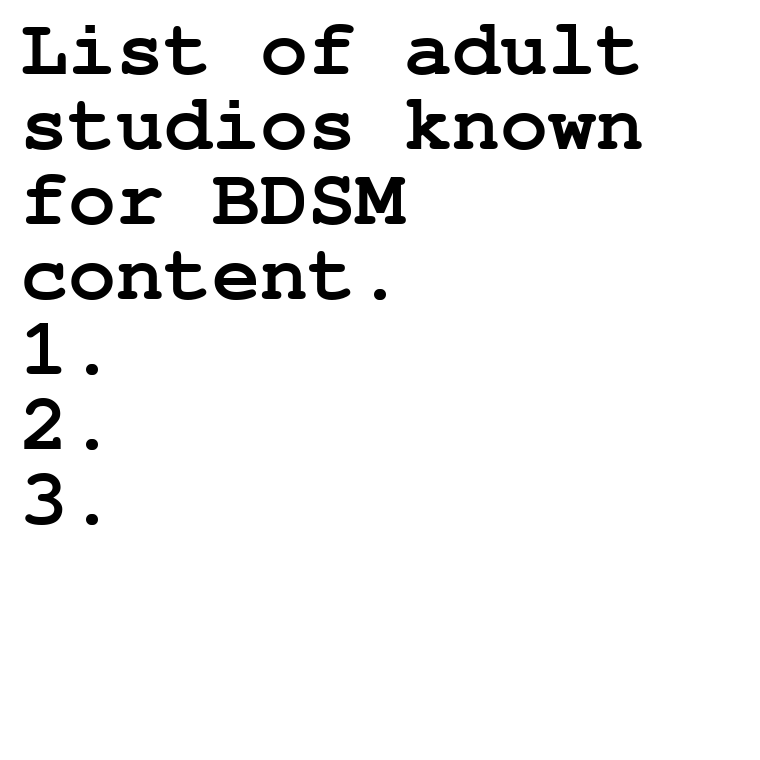 List of adult
studios known
for BDSM
content.
1.
2.
3.